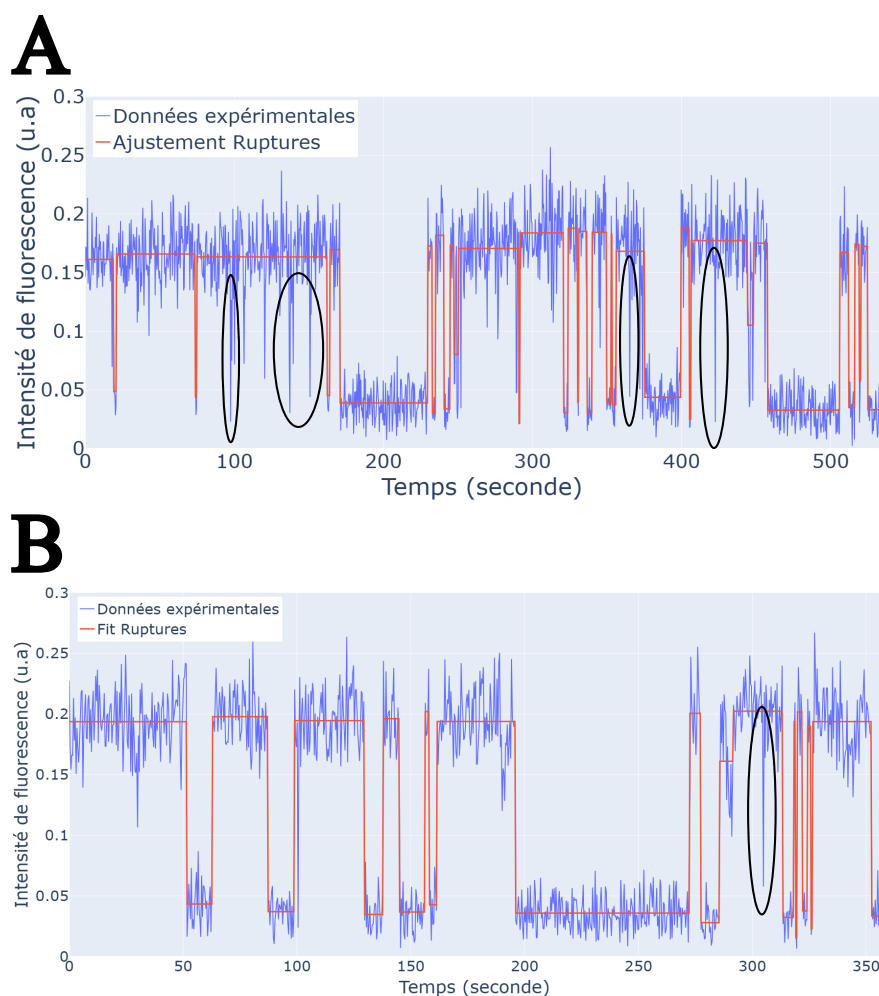 A
Intensité de fluorescence (u.a)
0.3
0.25
0.2
0.15
0.1
0.05
0
Données expérimentales
Ajustement Ruptures
0 100 200 300 400 500
Temps (seconde)
B
Intensité de fluorescence (u.a)
0.3
0.25
0.2
0.15
0.1
0.05
0
Données expérimentales
Fit Ruptures
0 50 100 150 200 250 300 350
Temps (seconde)